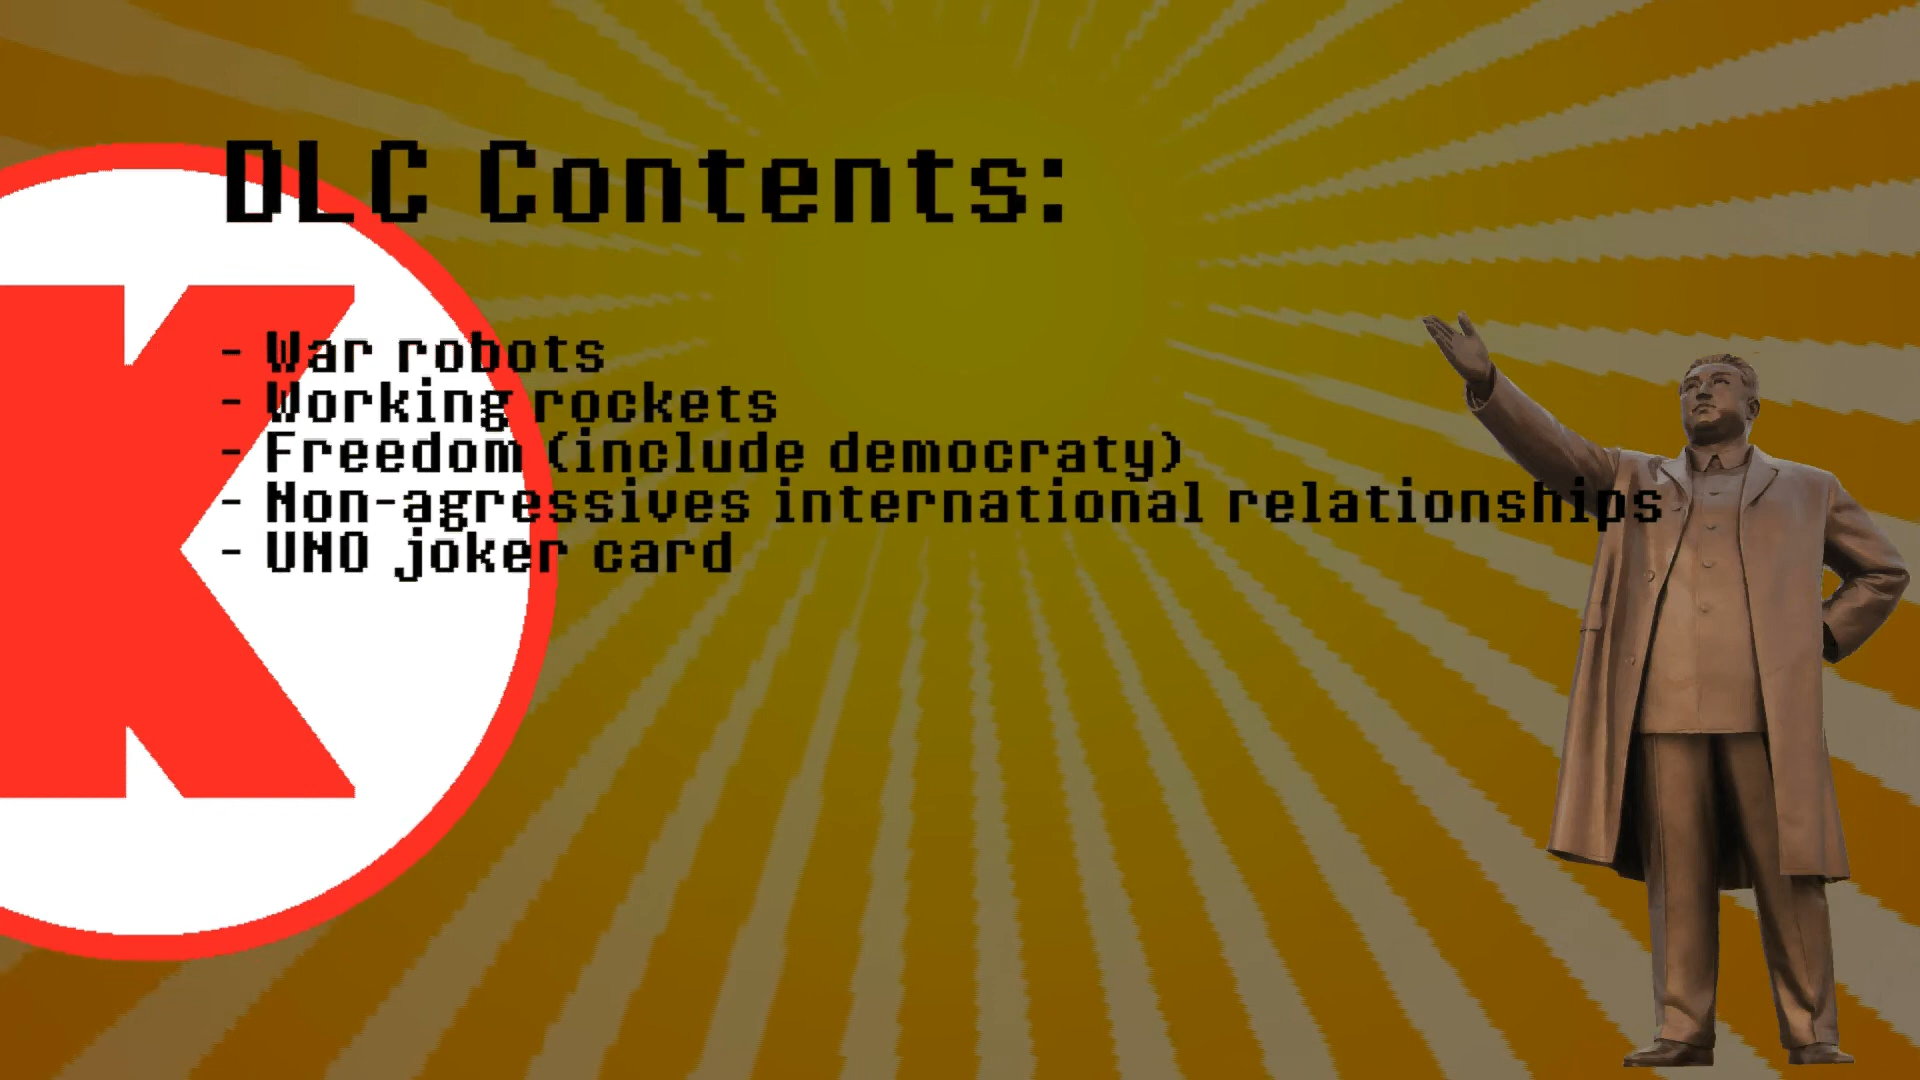 DLC Contents:
- War robots
- Working rockets
- Freedom (include democraty)
- Non-agressives international relationships
- UNO joker card
K